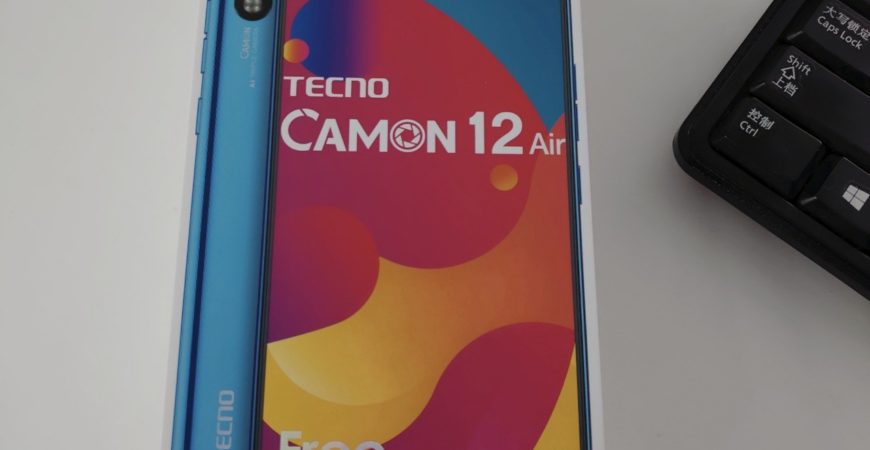 CAMON
AI TRIPLE CAMERA
TECNO
TECNO
CAMON 12 Air
Free
大写锁定
Caps Lock
Shift
上档
控制
Ctrl